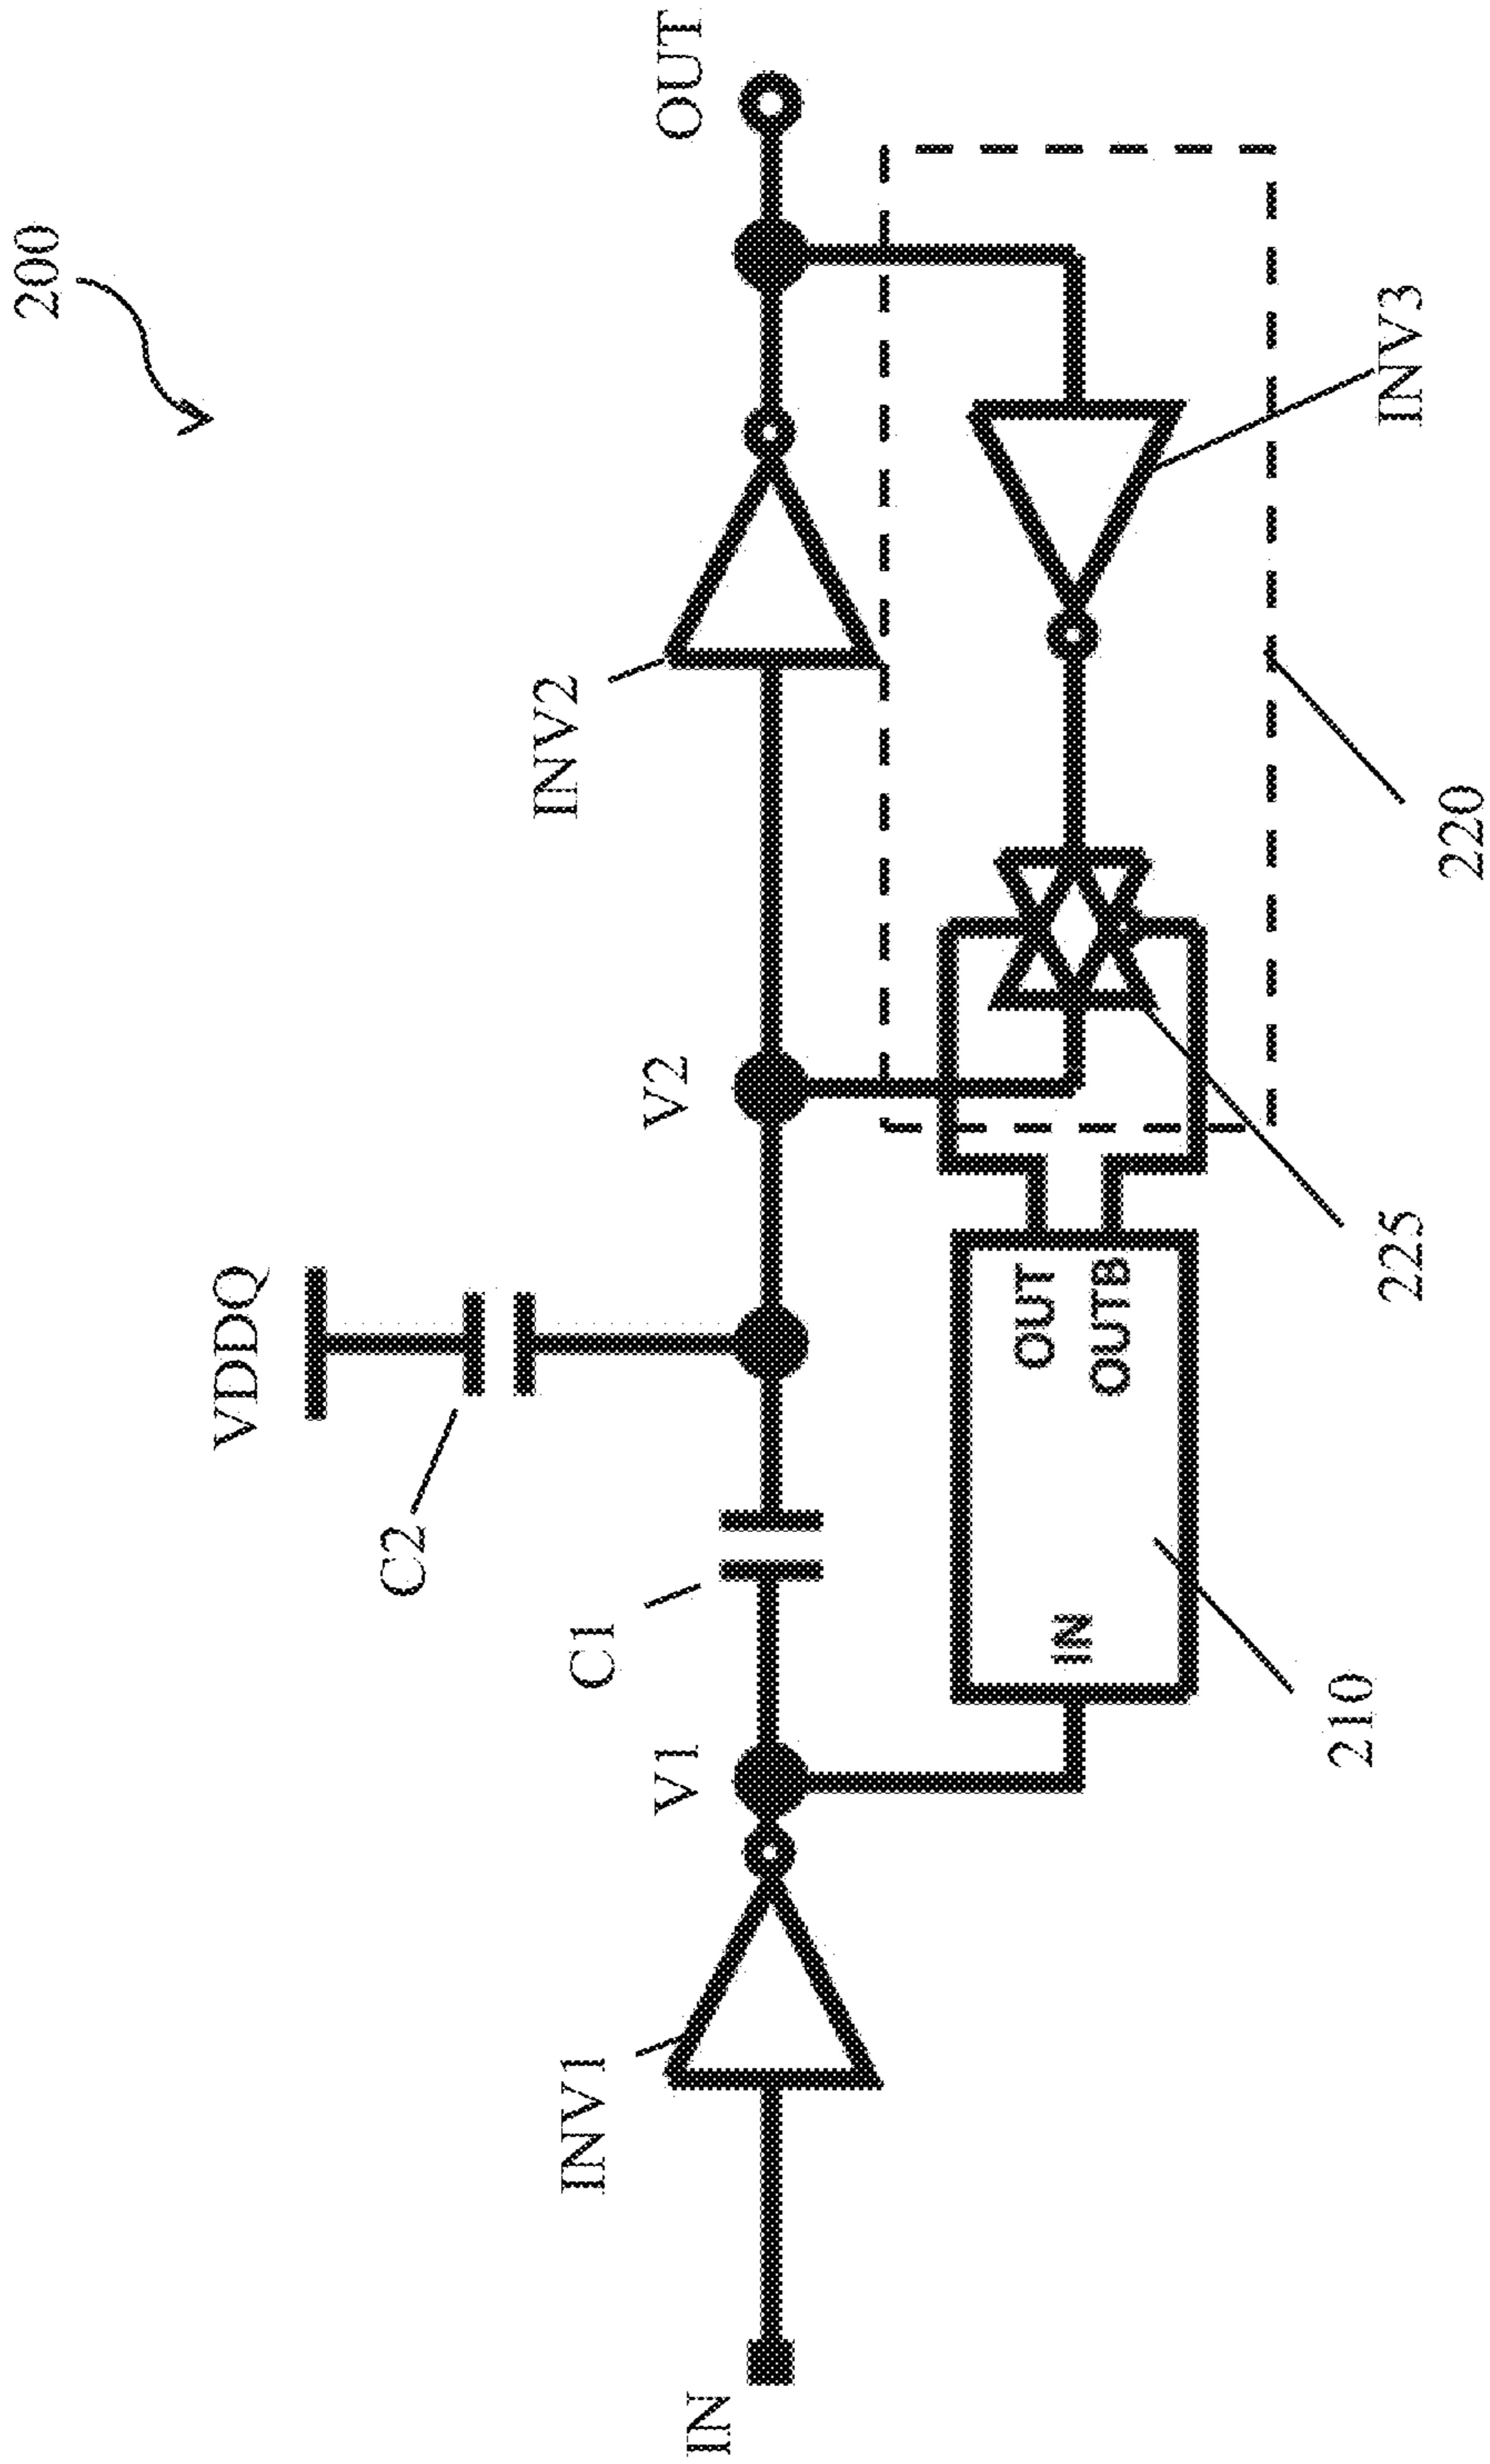 200
VDDQ
C2
INV2
OUT
IN
INV1
V1
C1
V2
IN
OUT
OUTB
210
225
220
INV3